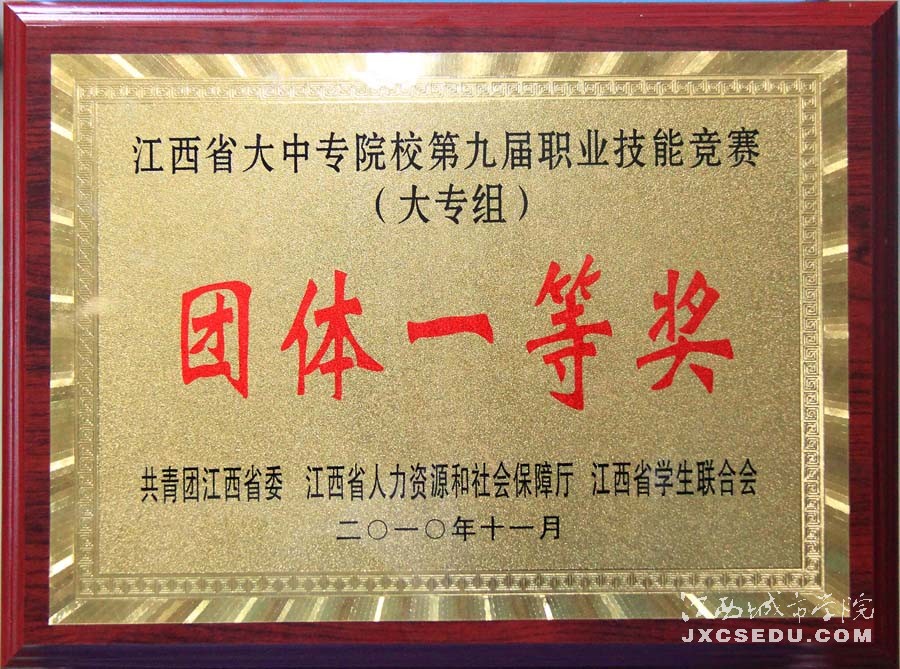 江西省大中专院校第九届职业技能竞赛
（大专组）
团体一等奖
共青团江西省委 江西省人力资源和社会保障厅 江西省学生联合会
二〇一〇年十一月
江西城市学院
JXCSEDU.COM